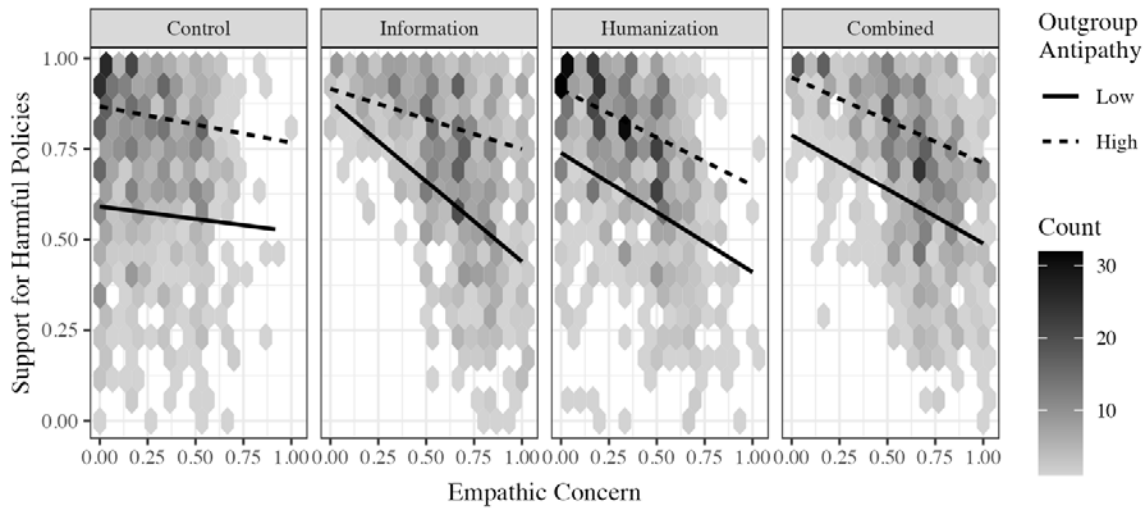 Control
Information
Humanization
Combined
Outgroup
Antipathy
Low
High
Count
30
20
10
Support for Harmful Policies
1.00
0.75
0.50
0.25
0.00
0.00 0.25 0.50 0.75 1.00
0.00 0.25 0.50 0.75 1.00
0.00 0.25 0.50 0.75 1.00
0.00 0.25 0.50 0.75 1.00
Empathic Concern